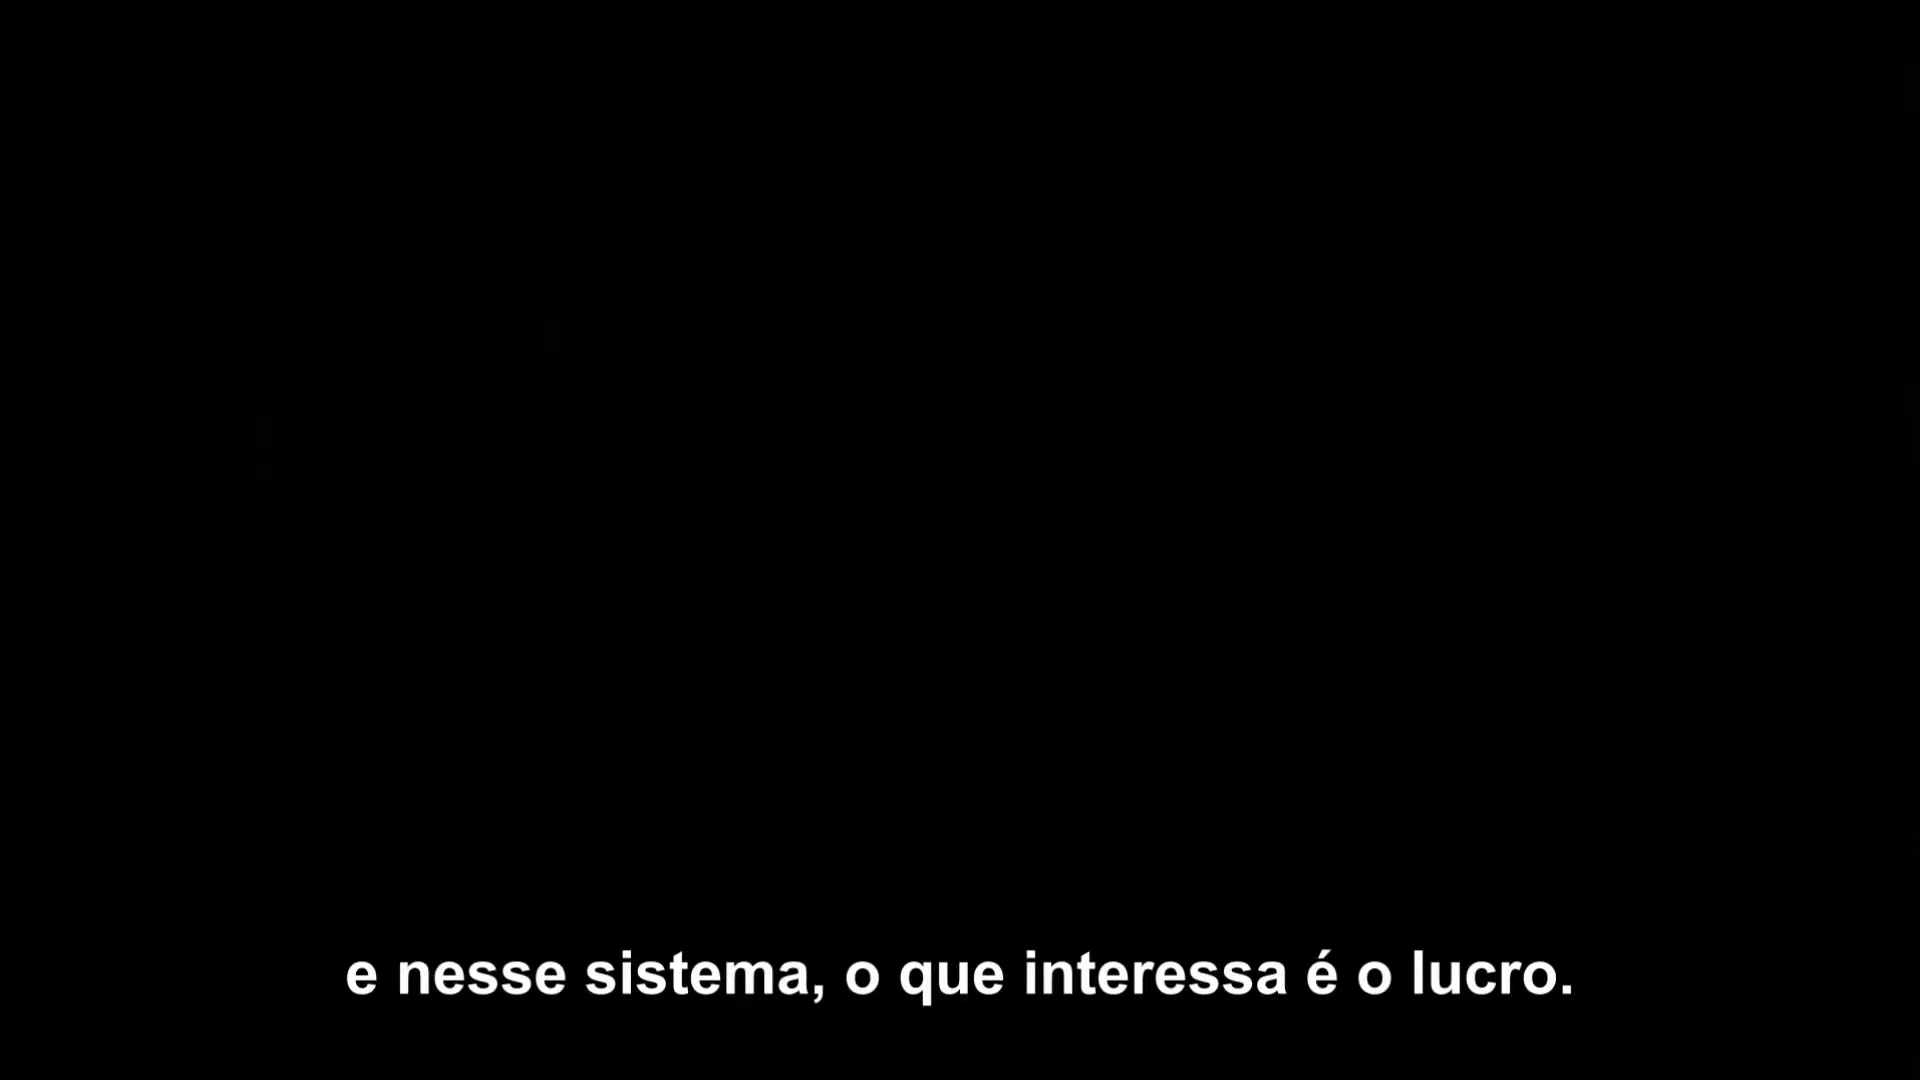 e nesse sistema, o que interessa é o lucro.